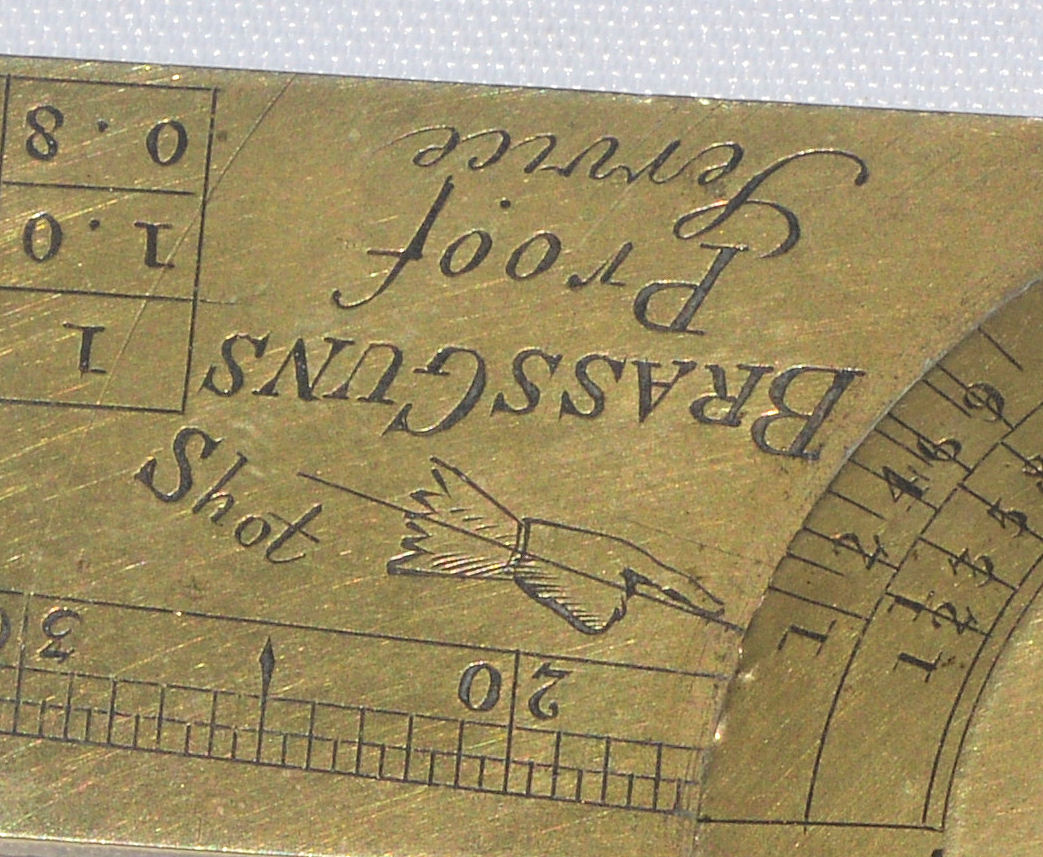 20 30
Shot
BRASS GUNS
Proof
Service
1
1.0
0.8